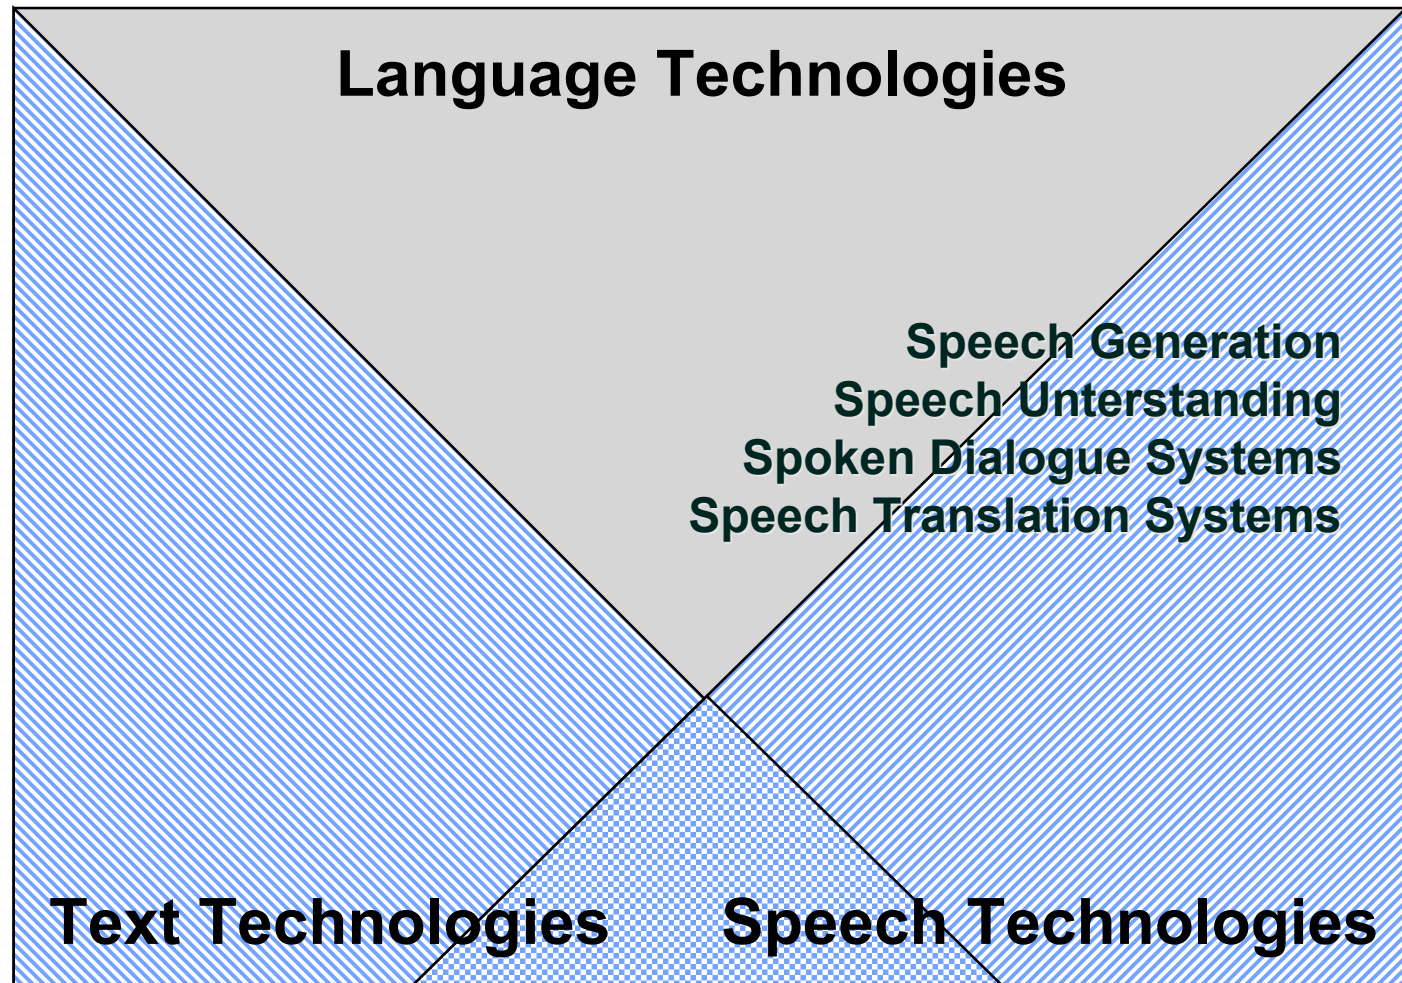 Language Technologies
Speech Generation
Speech Unterstanding
Spoken Dialogue Systems
Speech Translation Systems
Text Technologies
Speech Technologies